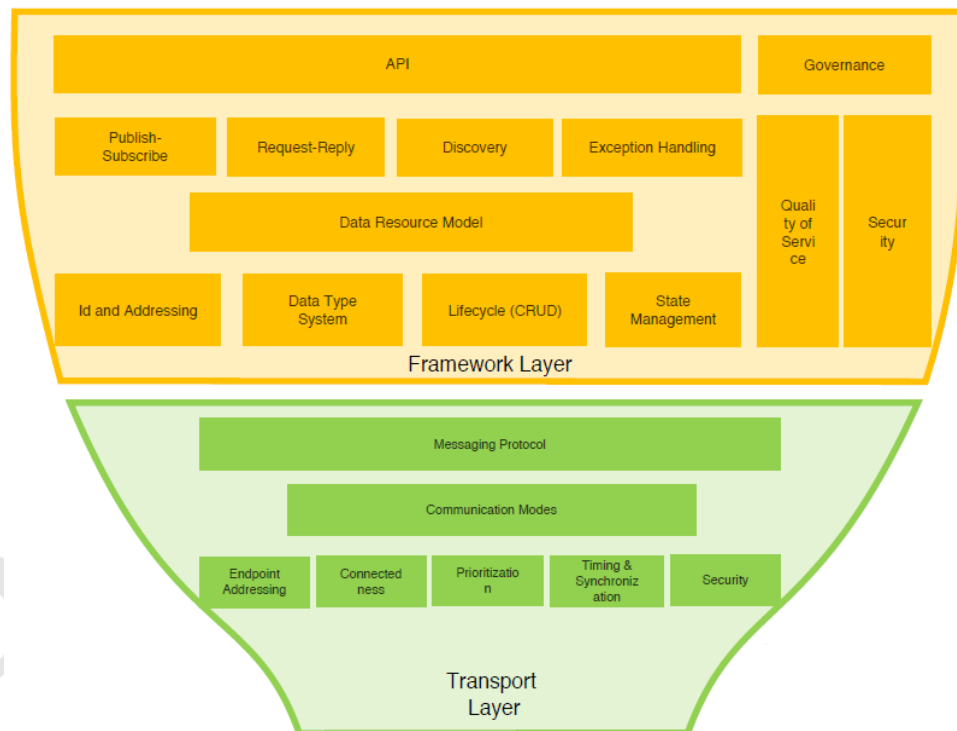 API
Governance
Publish-
Subscribe
Request-Reply
Discovery
Exception Handling
Quali
ty of
Servi
ce
Secur
ity
Data Resource Model
Id and Addressing
Data Type
System
Lifecycle (CRUD)
State
Management
Framework Layer
Messaging Protocol
Communication Modes
Endpoint
Addressing
Connected
ness
Prioritizatio
n
Timing &
Synchroniz
ation
Security
Transport
Layer